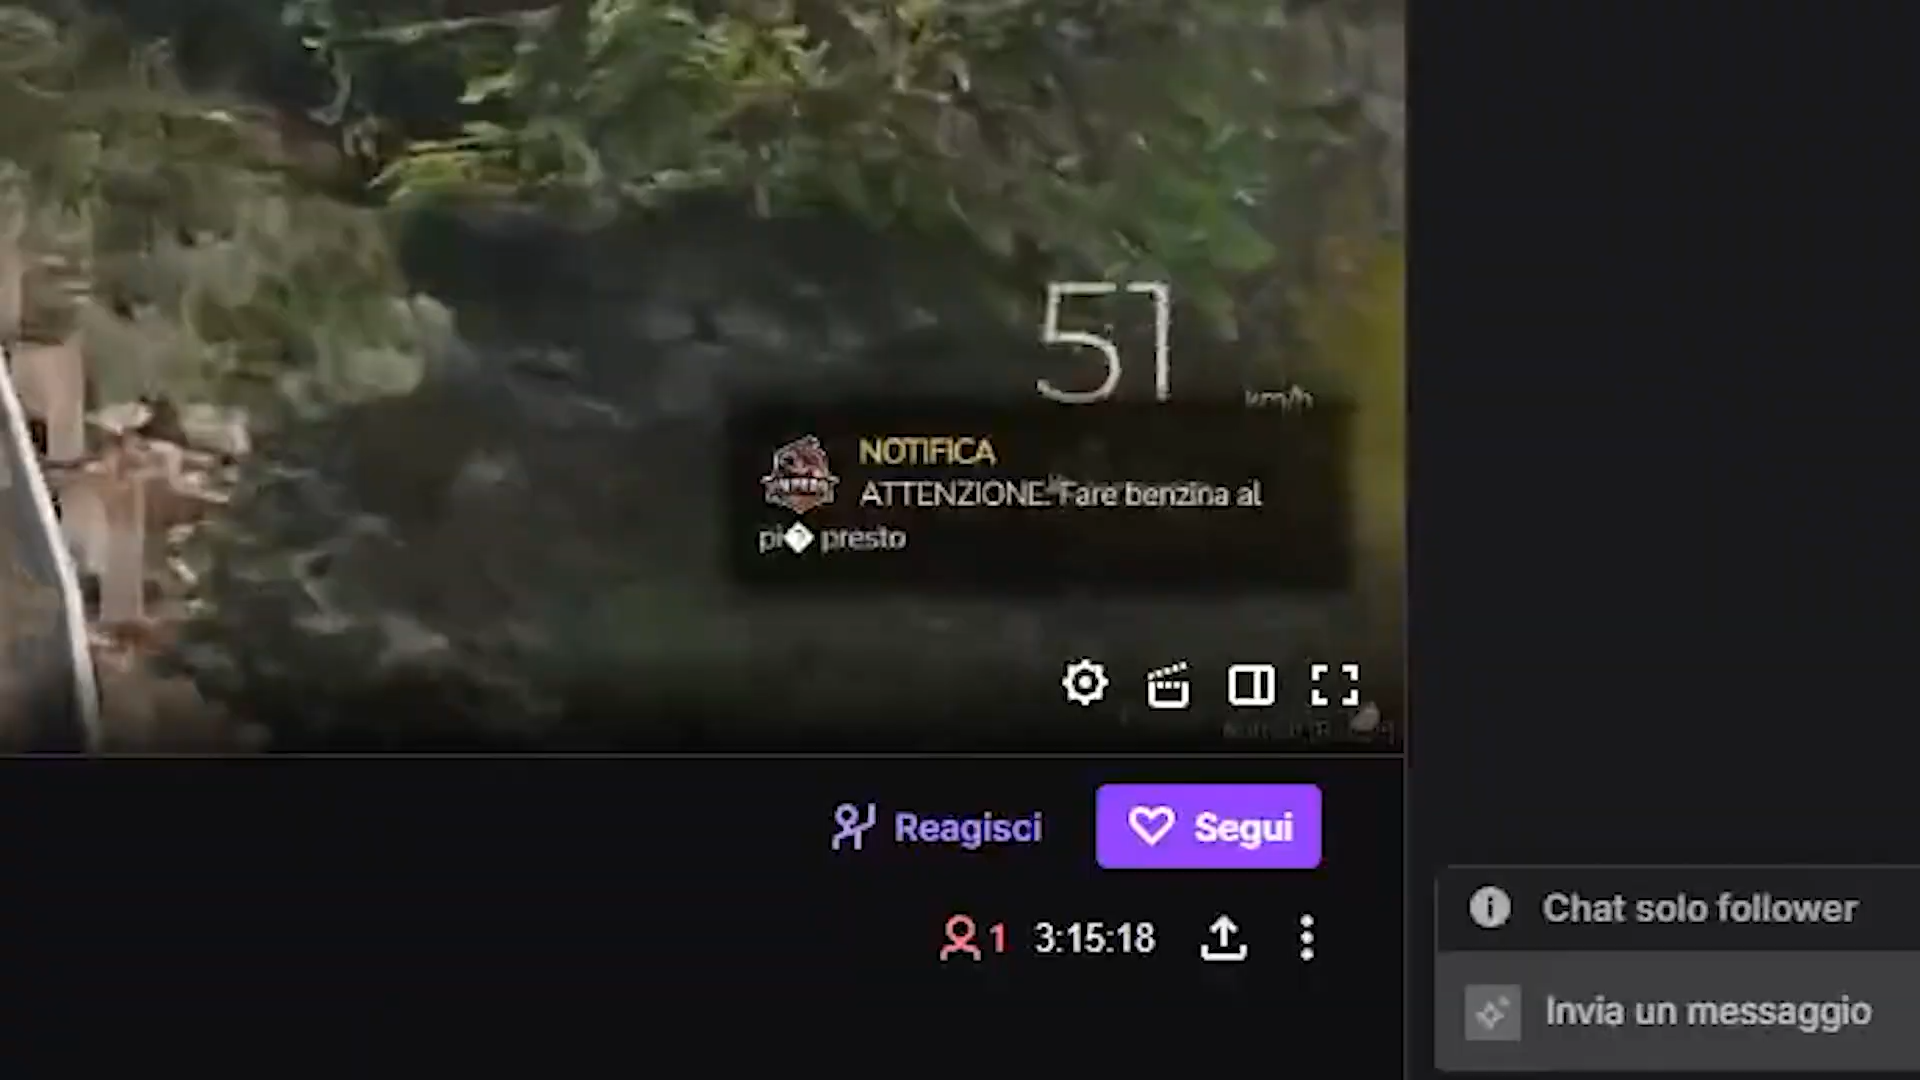 51
km/h
NOTIFICA
ATTENZIONE: Fare benzina al
pi� presto
Reagisci
Segui
1
3:15:18
Chat solo follower
Invia un messaggio